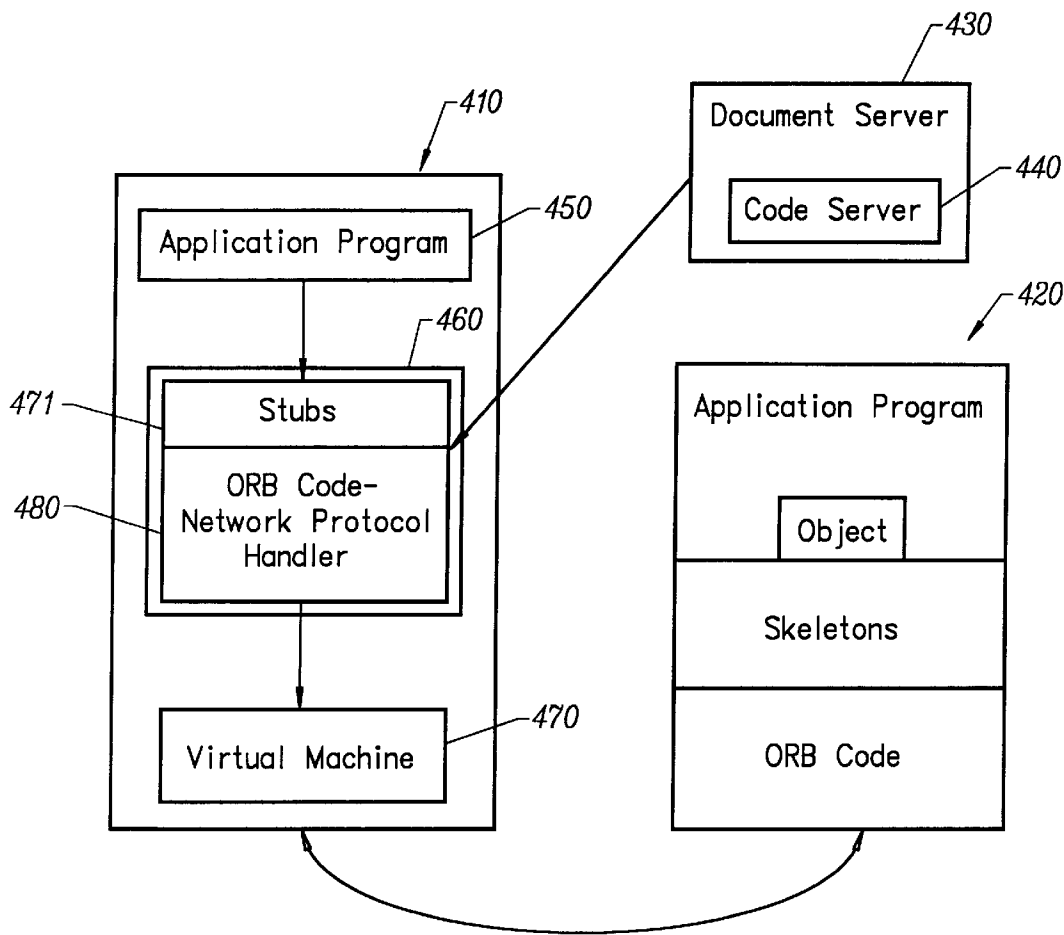 430
Document Server
440
Code Server
410
450
Application Program
460
471
Stubs
480
ORB Code-
Network Protocol
Handler
470
Virtual Machine
420
Application Program
Object
Skeletons
ORB Code